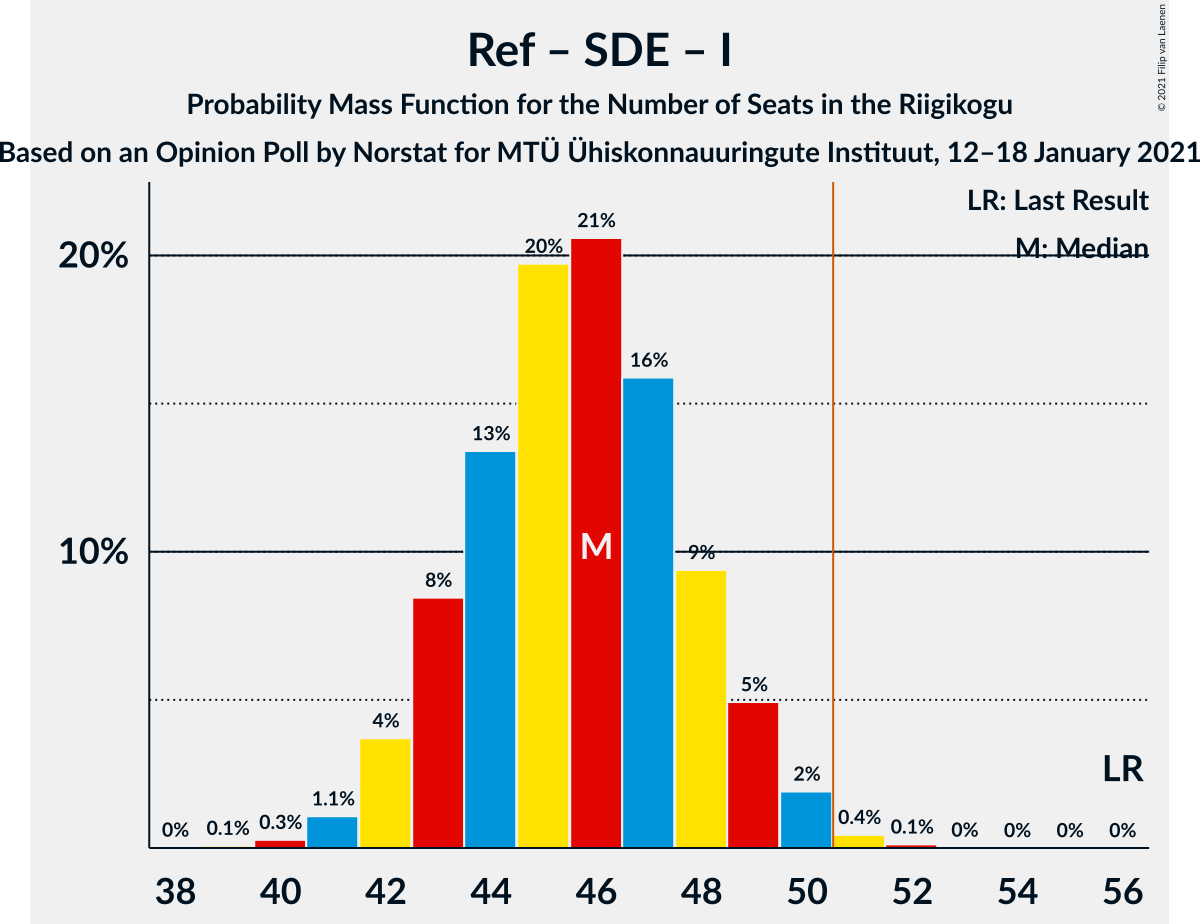 Ref – SDE – I
Probability Mass Function for the Number of Seats in the Riigikogu
Based on an Opinion Poll by Norstat for MTÜ Ühiskonnauuringute Instituut, 12–18 January 2021
© 2021 Filip van Laenen
LR: Last Result
M: Median
20%
10%
0%
0.1%
0.3%
1.1%
4%
8%
13%
20%
21%
16%
9%
5%
2%
0.4%
0.1%
0%
0%
0%
0%
M
LR
38 40 42 44 46 48 50 52 54 56